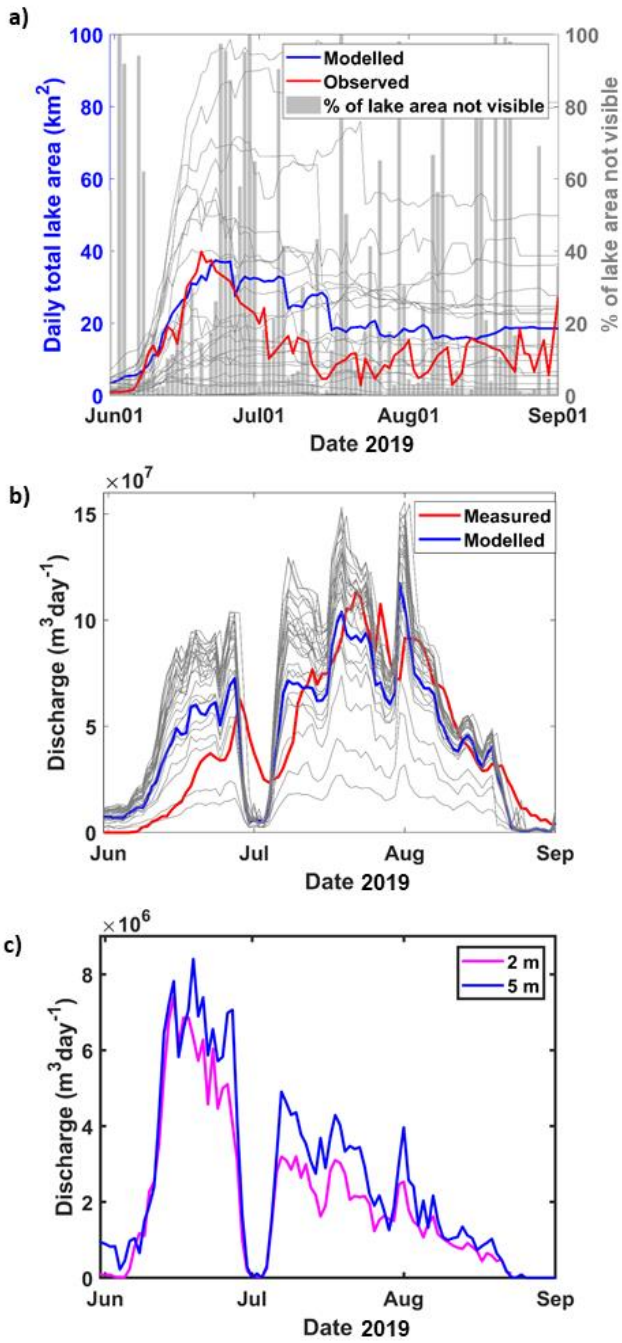 a)
100
80
60
40
20
0
Daily total lake area (km²)
Modelled
Observed
% of lake area not visible
100
80
60
40
20
0
% of lake area not visible
Jun01
Jul01
Aug01
Sep01
Date 2019
b)
×10⁷
15
10
5
0
Discharge (m³day⁻¹)
Measured
Modelled
Jun
Jul
Aug
Sep
Date 2019
c)
×10⁶
8
6
4
2
0
Discharge (m³day⁻¹)
2 m
5 m
Jun
Jul
Aug
Sep
Date 2019